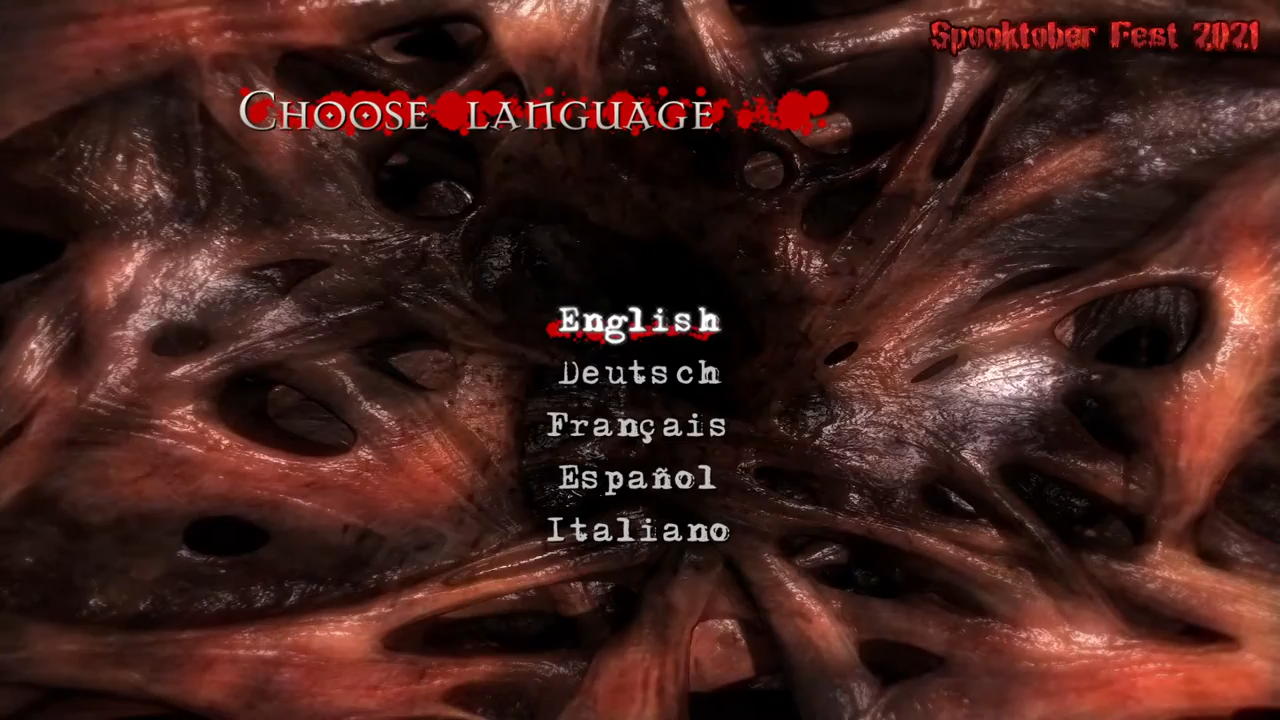 Spooktober Fest 2021
Choose language
English
Deutsch
Français
Español
Italiano